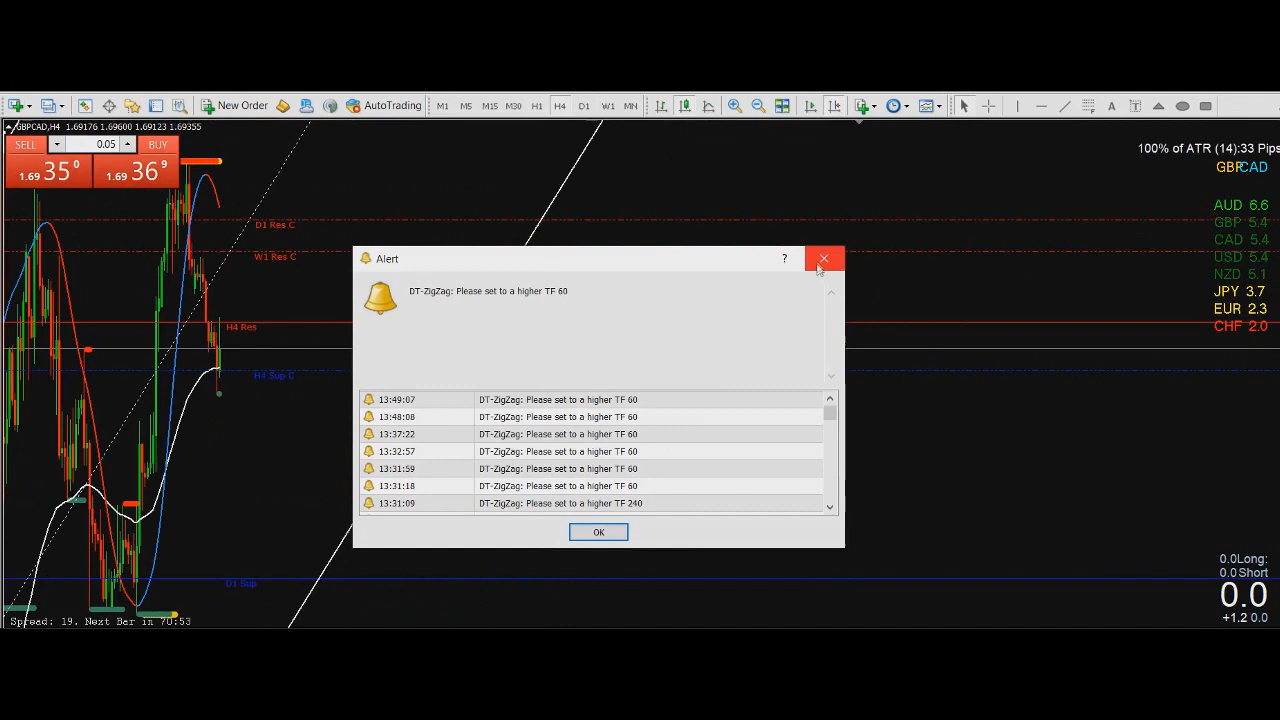 New Order
AutoTrading
M1 M5 M15 M30 H1 H4 D1 W1 MN
A T
GBPCAD,H4 1.69176 1.69600 1.69123 1.69355
SELL 0.05 BUY
1.69 35 0 1.69 36 9
100% of ATR (14):33 Pips
GBPCAD
AUD 6.6
GBP 5.4
CAD 5.4
USD 5.4
NZD 5.1
JPY 3.7
EUR 2.3
CHF 2.0
D1 Res C
W1 Res C
H4 Res
H4 Sup C
D1 Sup
Alert ?
DT-ZigZag: Please set to a higher TF 60
13:49:07 DT-ZigZag: Please set to a higher TF 60
13:48:08 DT-ZigZag: Please set to a higher TF 60
13:37:22 DT-ZigZag: Please set to a higher TF 60
13:32:57 DT-ZigZag: Please set to a higher TF 60
13:31:59 DT-ZigZag: Please set to a higher TF 60
13:31:18 DT-ZigZag: Please set to a higher TF 60
13:31:09 DT-ZigZag: Please set to a higher TF 240
OK
0.0Long:
0.0Short
0.0
+1.2 0.0
Spread: 19. Next Bar in 70:53